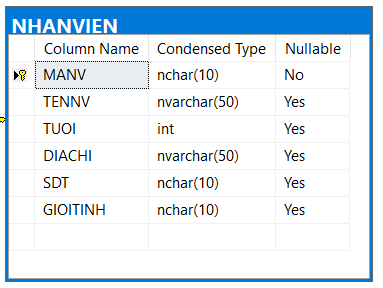 NHANVIEN
Column Name Condensed Type Nullable
MANV nchar(10) No
TENNV nvarchar(50) Yes
TUOI int Yes
DIACHI nvarchar(50) Yes
SDT nchar(10) Yes
GIOITINH nchar(10) Yes